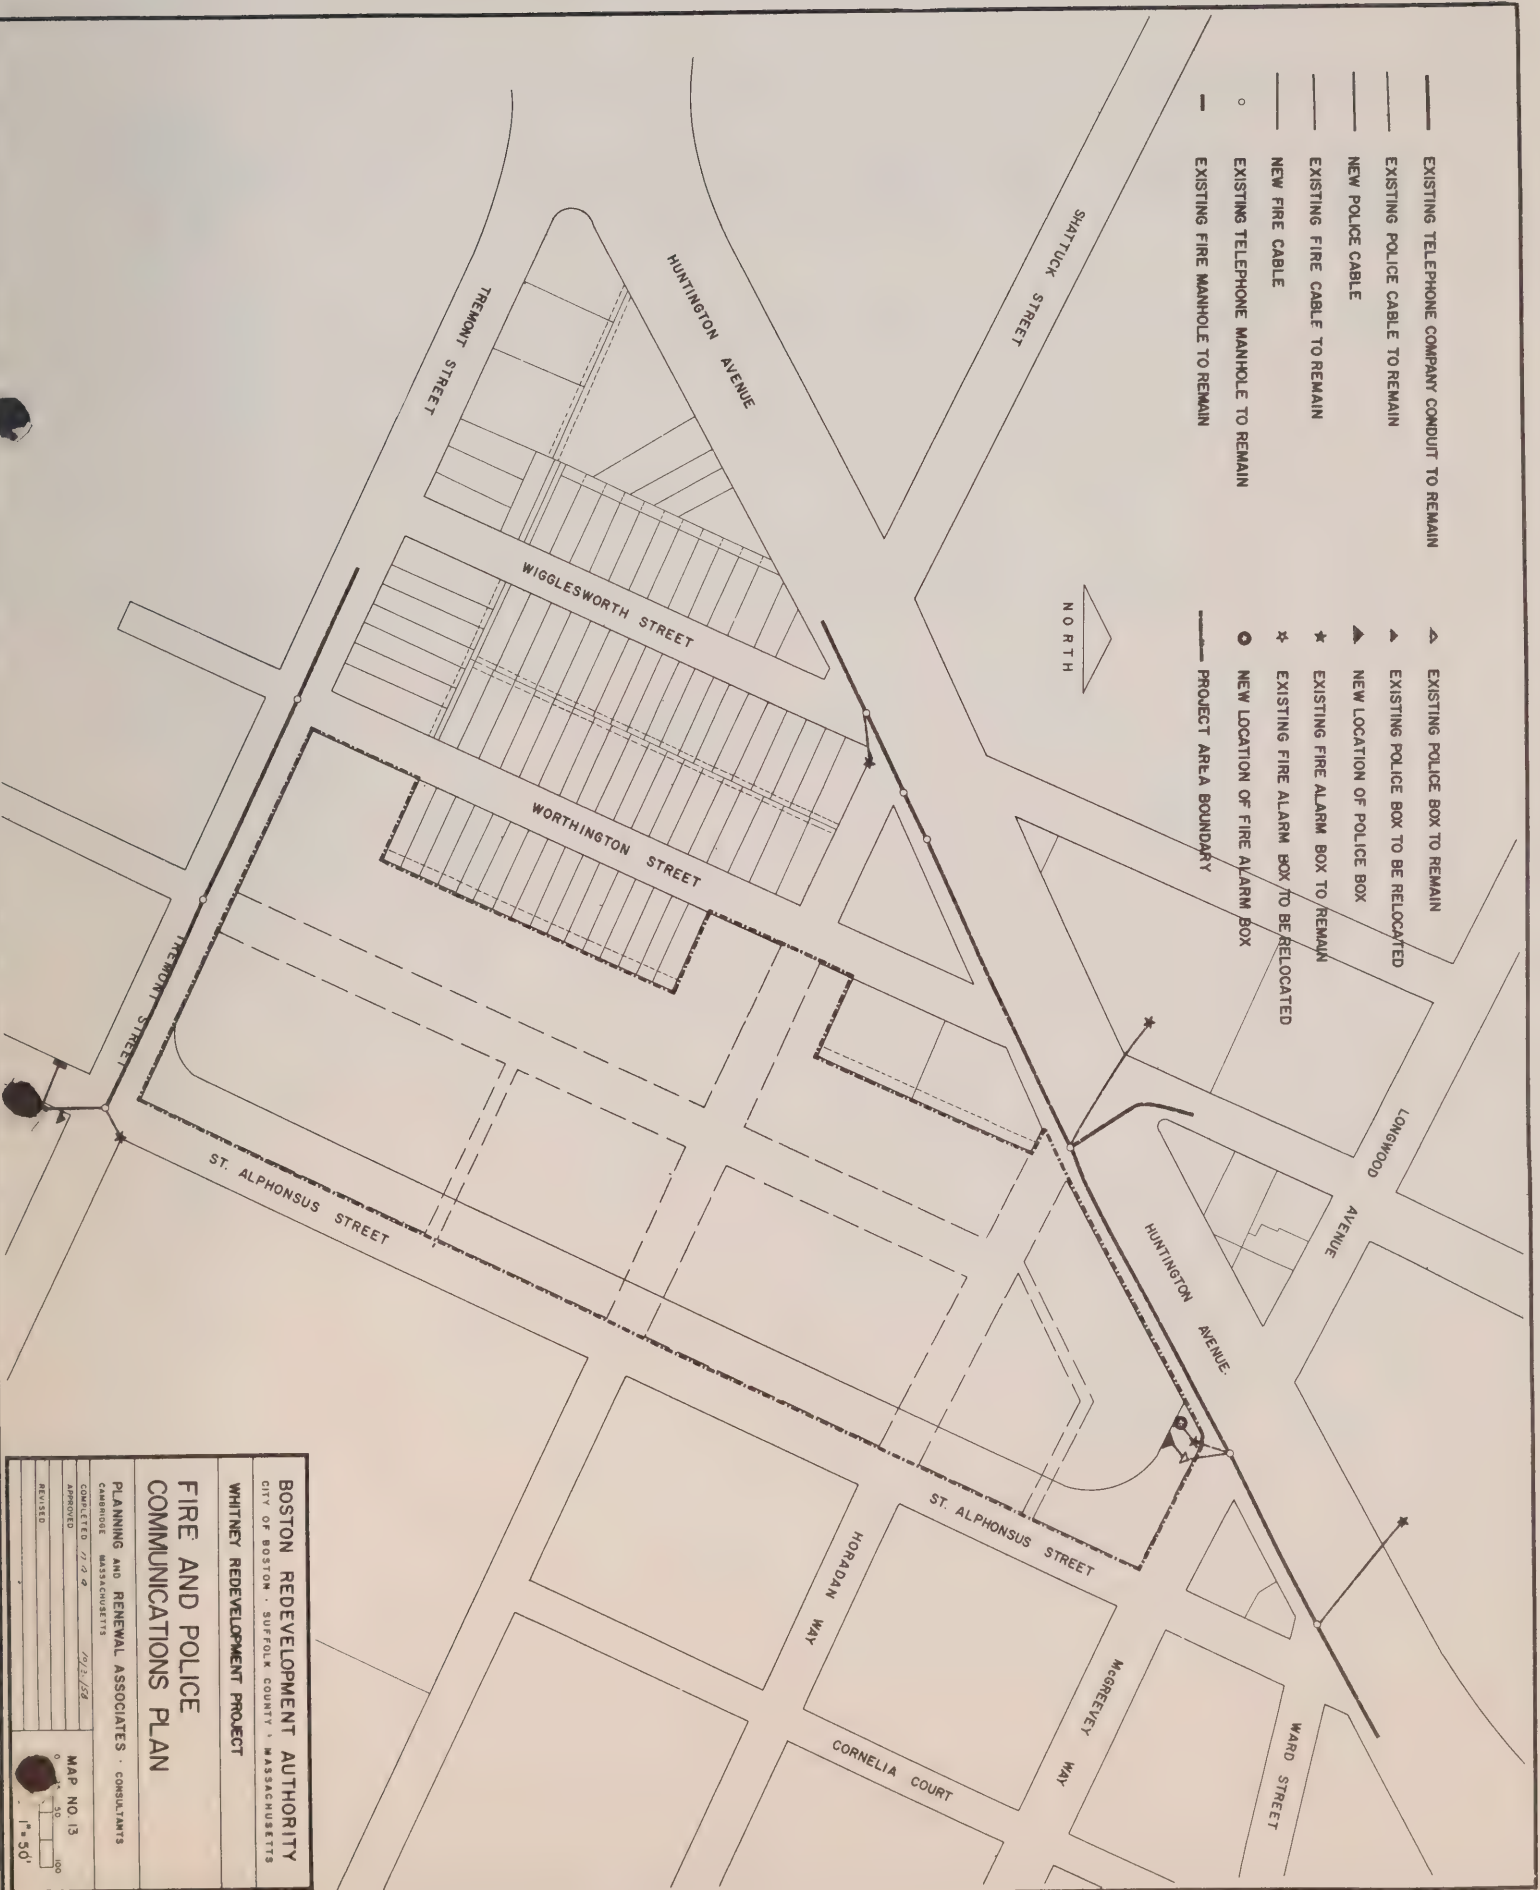 EXISTING TELEPHONE COMPANY CONDUIT TO REMAIN
EXISTING POLICE CABLE TO REMAIN
NEW POLICE CABLE
EXISTING FIRE CABLE TO REMAIN
NEW FIRE CABLE
EXISTING TELEPHONE MANHOLE TO REMAIN
EXISTING FIRE MANHOLE TO REMAIN
EXISTING POLICE BOX TO REMAIN
EXISTING POLICE BOX TO BE RELOCATED
NEW LOCATION OF POLICE BOX
EXISTING FIRE ALARM BOX TO REMAIN
EXISTING FIRE ALARM BOX TO BE RELOCATED
NEW LOCATION OF FIRE ALARM BOX
PROJECT AREA BOUNDARY
NORTH
SHATTUCK STREET
HUNTINGTON AVENUE
TREMONT STREET
WIGGLESWORTH STREET
WORTHINGTON STREET
TREMONT STREET
ST. ALPHONSUS STREET
LONGWOOD AVENUE
HUNTINGTON AVENUE.
ST. ALPHONSUS STREET
HORADAN WAY
McGREEVEY WAY
CORNELIA COURT
WARD STREET
BOSTON REDEVELOPMENT AUTHORITY
CITY OF BOSTON · SUFFOLK COUNTY · MASSACHUSETTS
WHITNEY REDEVELOPMENT PROJECT
FIRE AND POLICE
COMMUNICATIONS PLAN
PLANNING AND RENEWAL ASSOCIATES · CONSULTANTS
CAMBRIDGE MASSACHUSETTS
COMPLETED
APPROVED
REVISED
MAP NO. 13
0 50 100
1" = 50'